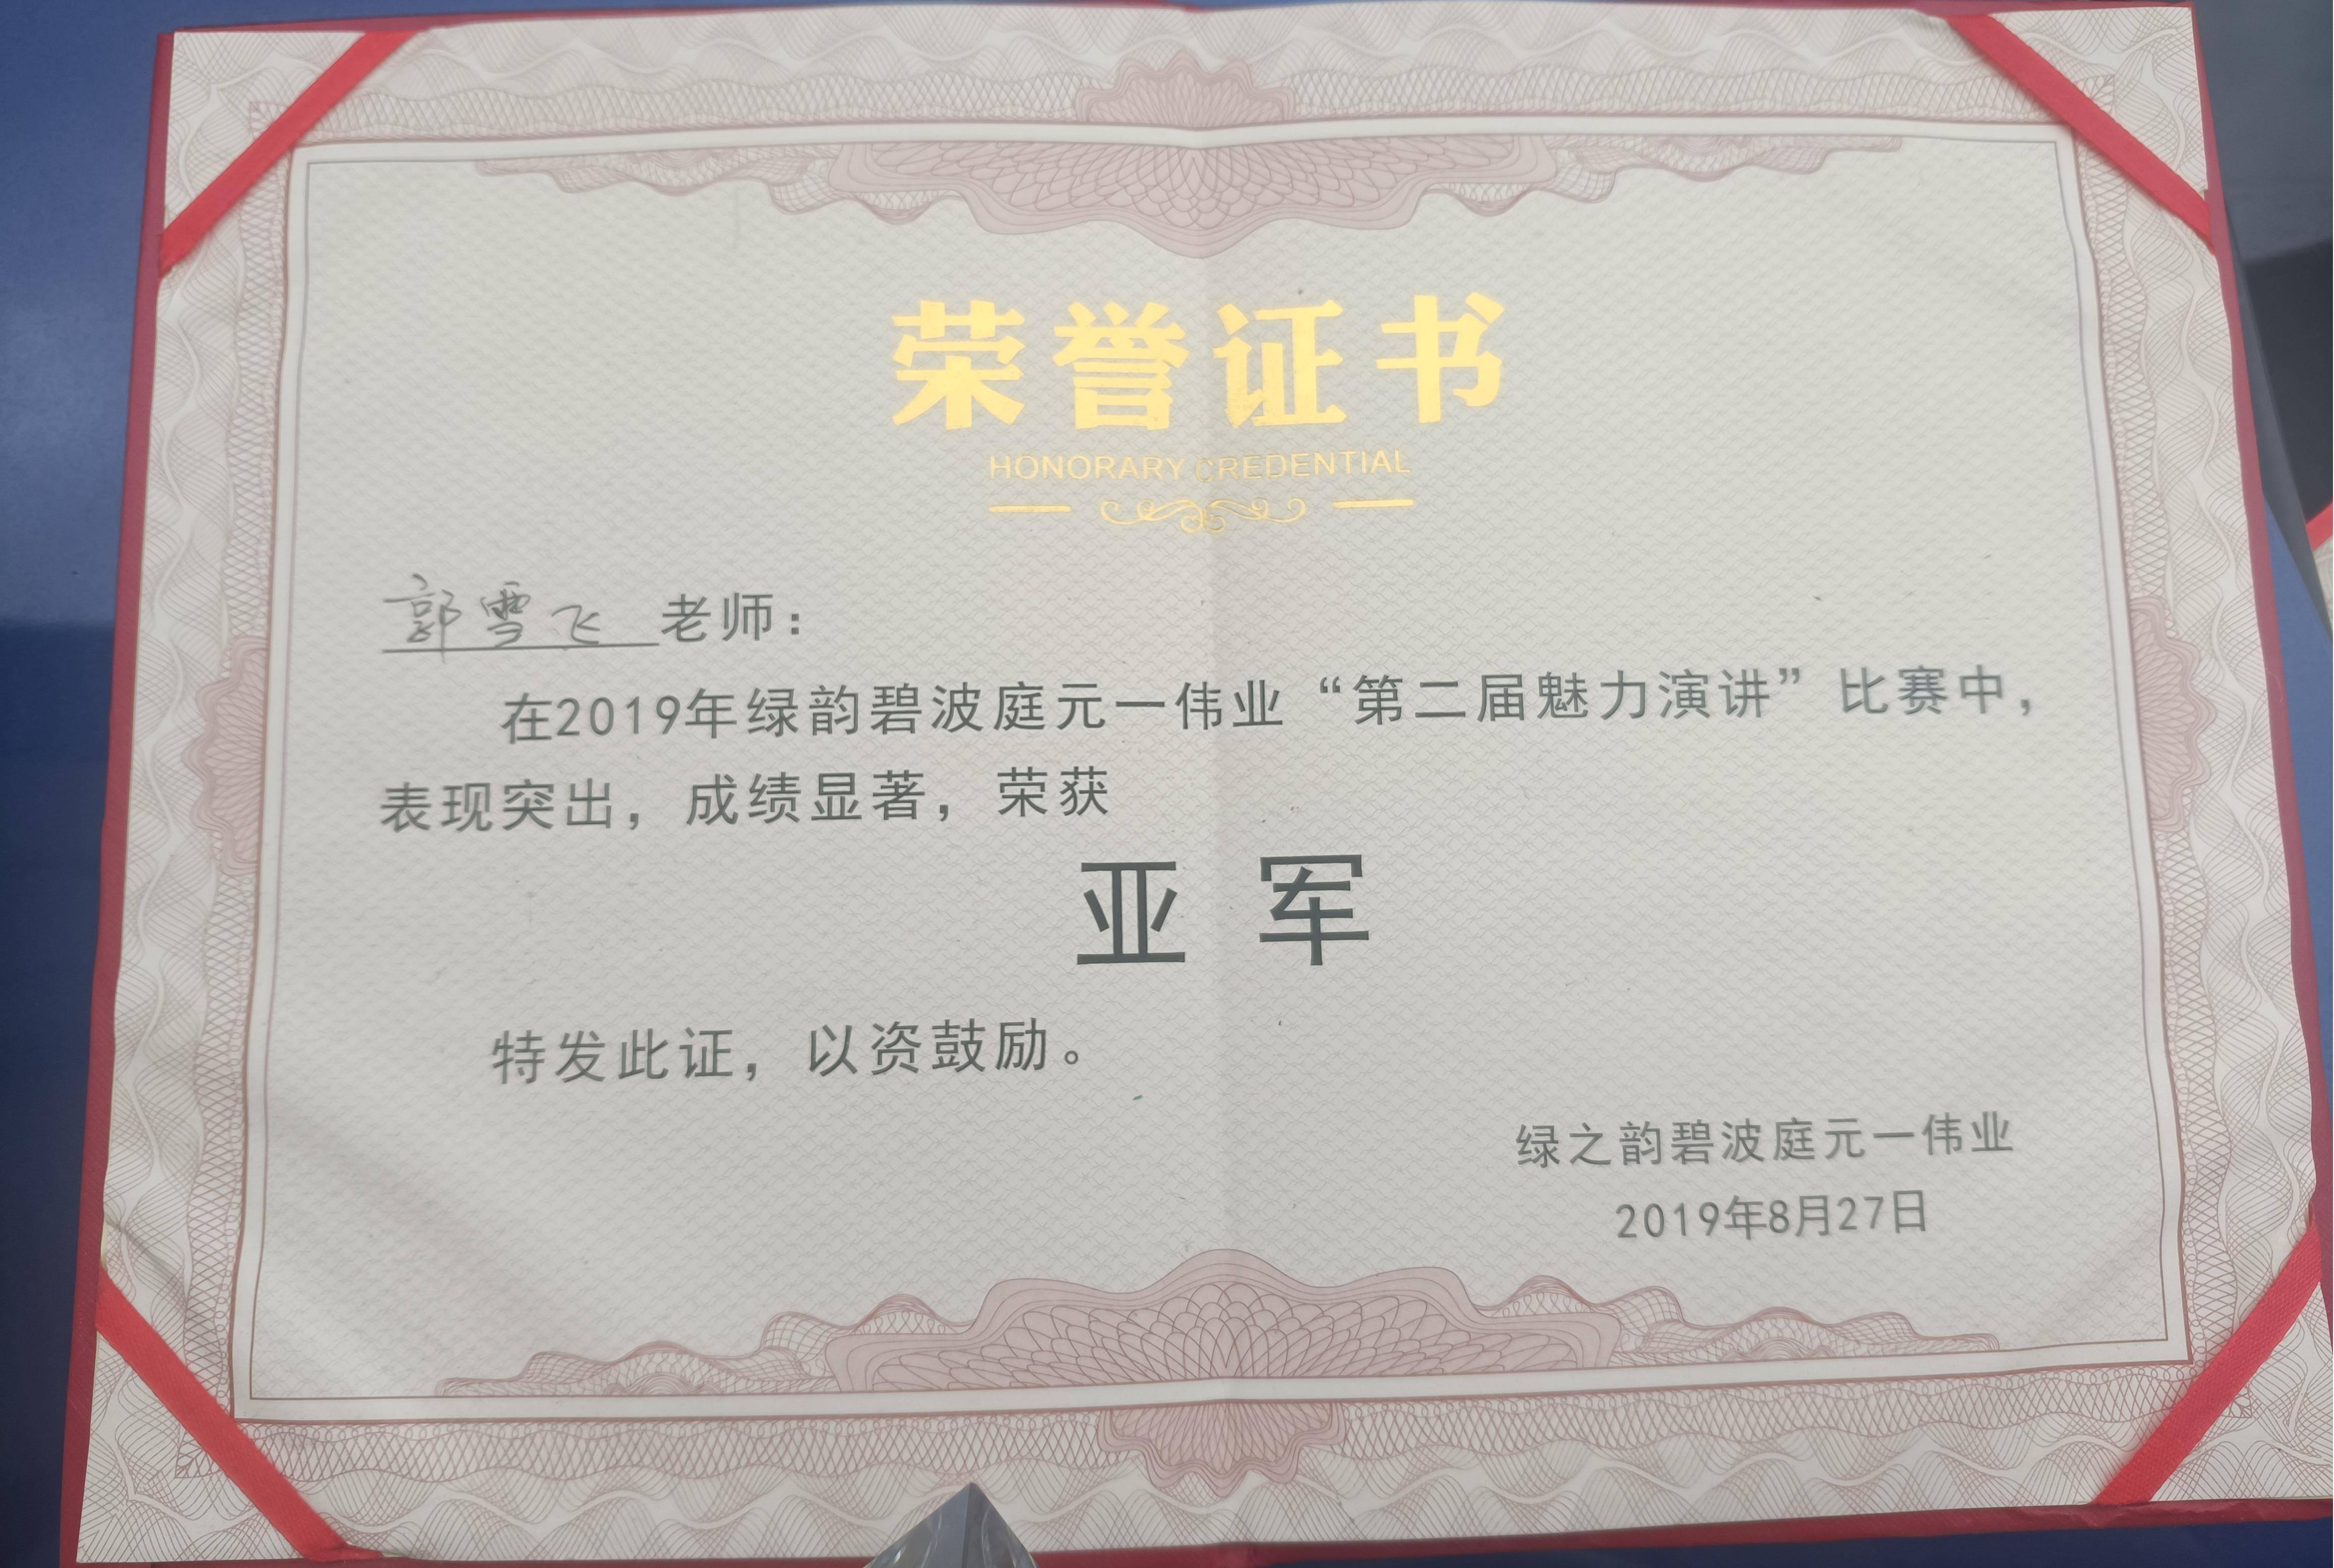 荣誉证书
HONORARY CREDENTIAL
郭雪飞 老师：
在2019年绿韵碧波庭元一伟业“第二届魅力演讲”比赛中，
表现突出，成绩显著，荣获
亚军
特发此证，以资鼓励。
绿之韵碧波庭元一伟业
2019年8月27日